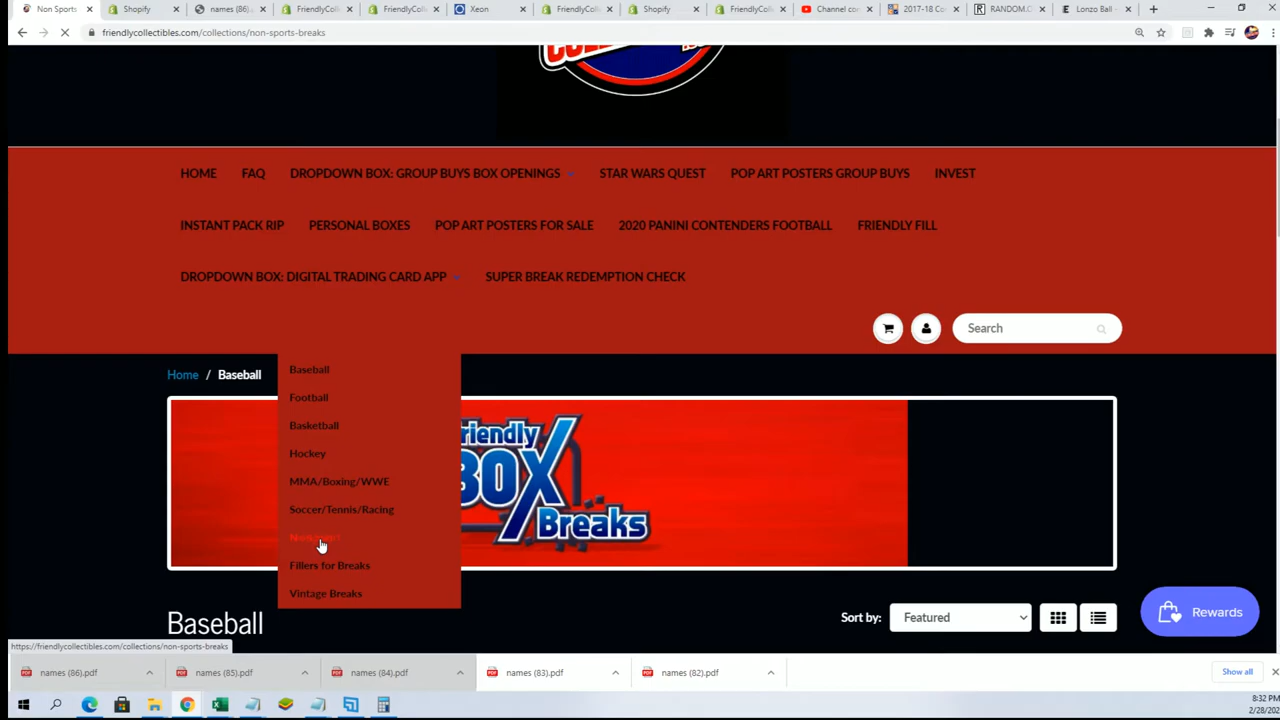 Non Sports
Shopify
names (86).
FriendlyColl
FriendlyColl
Xeon
FriendlyColl
Shopify
FriendlyColl
Channel con
2017-18 Co
RANDOM.O
Lonzo Ball -
friendlycollectibles.com/collections/non-sports-breaks
HOME FAQ DROPDOWN BOX: GROUP BUYS BOX OPENINGS STAR WARS QUEST POP ART POSTERS GROUP BUYS INVEST
INSTANT PACK RIP PERSONAL BOXES POP ART POSTERS FOR SALE 2020 PANINI CONTENDERS FOOTBALL FRIENDLY FILL
DROPDOWN BOX: DIGITAL TRADING CARD APP SUPER BREAK REDEMPTION CHECK
Search
Home / Baseball
Baseball
Football
Basketball
Hockey
MMA/Boxing/WWE
Soccer/Tennis/Racing
Fillers for Breaks
Vintage Breaks
riendly
BOX
Breaks
Baseball
Sort by: Featured
Rewards
https://friendlycollectibles.com/collections/non-sports-breaks
names (86).pdf names (85).pdf names (84).pdf names (83).pdf names (82).pdf Show all
8:32 PM
2/28/202